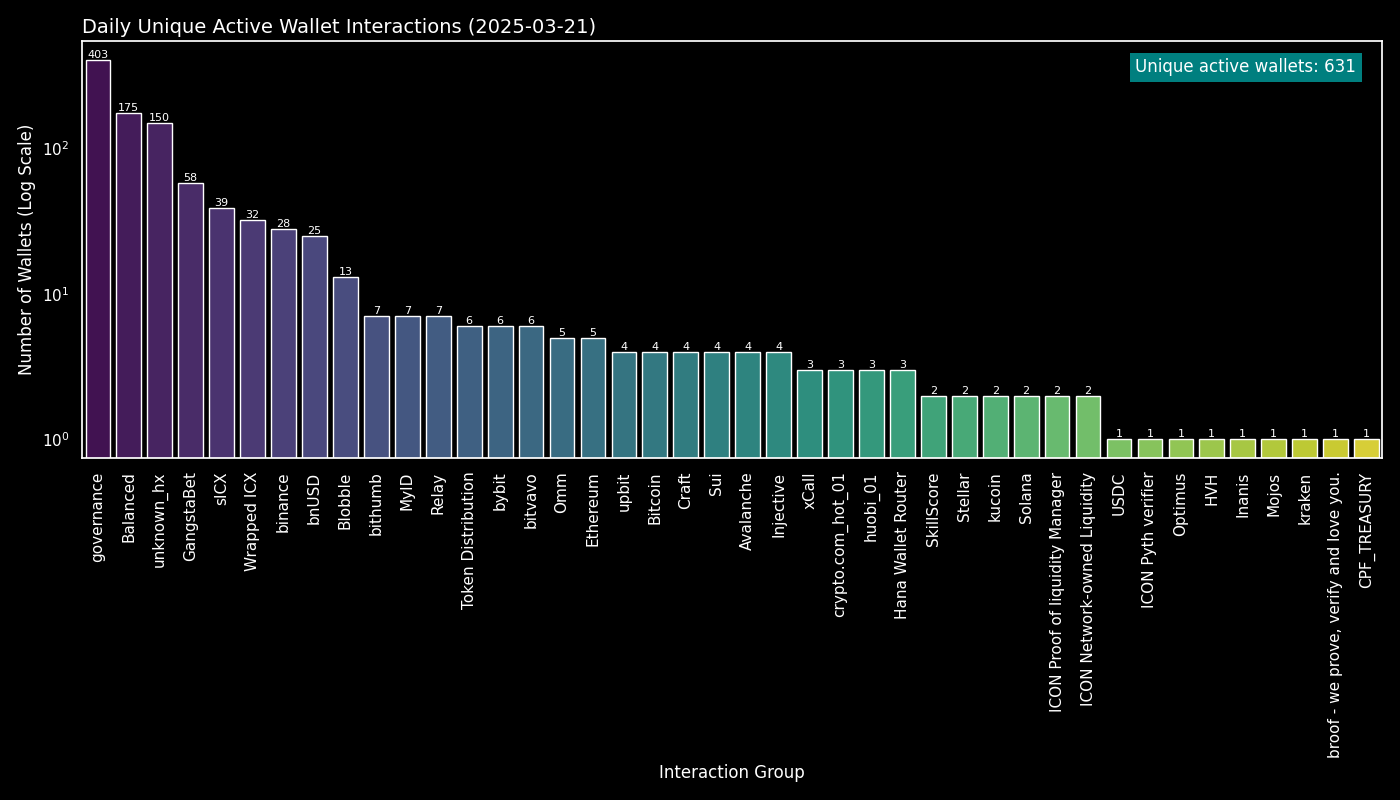 Daily Unique Active Wallet Interactions (2025-03-21)
Unique active wallets: 631
Number of Wallets (Log Scale)
10²
10¹
10⁰
403
175
150
58
39
32
28
25
13
7
7
7
6
6
6
5
5
4
4
4
4
4
4
3
3
3
3
2
2
2
2
2
2
1
1
1
1
1
1
1
1
1
governance
Balanced
unknown_hx
GangstaBet
sICX
Wrapped ICX
binance
bnUSD
Blobble
bithumb
MyID
Relay
Token Distribution
bybit
bitvavo
Omm
Ethereum
upbit
Bitcoin
Craft
Sui
Avalanche
Injective
xCall
crypto.com_hot_01
huobi_01
Hana Wallet Router
SkillScore
Stellar
kucoin
Solana
ICON Proof of liquidity Manager
ICON Network-owned Liquidity
USDC
ICON Pyth verifier
Optimus
HVH
Inanis
Mojos
kraken
broof - we prove, verify and love you.
CPF_TREASURY
Interaction Group